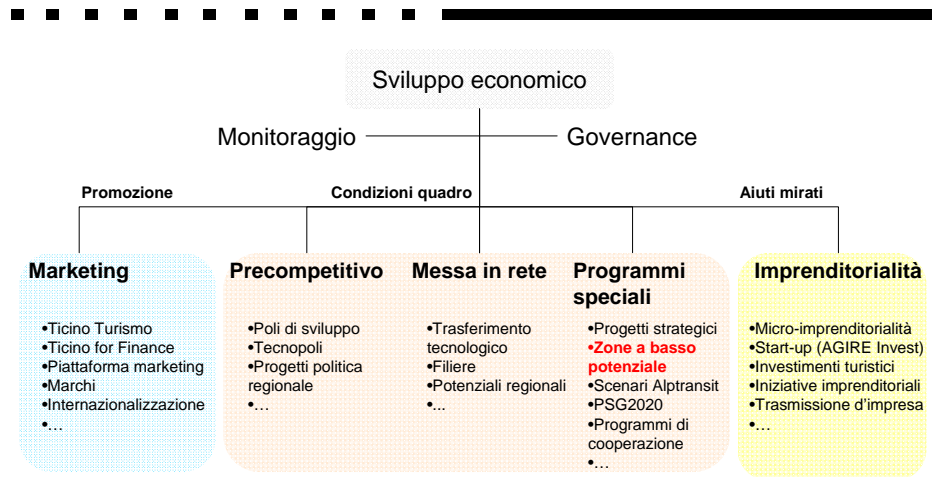 Sviluppo economico
Monitoraggio
Governance
Promozione
Condizioni quadro
Aiuti mirati
Marketing
•Ticino Turismo
•Ticino for Finance
•Piattaforma marketing
•Marchi
•Internazionalizzazione
•…
Precompetitivo
•Poli di sviluppo
•Tecnopoli
•Progetti politica
regionale
•…
Messa in rete
•Trasferimento
tecnologico
•Filiere
•Potenziali regionali
•...
Programmi
speciali
•Progetti strategici
•Zone a basso
potenziale
•Scenari Alptransit
•PSG2020
•Programmi di
cooperazione
•…
Imprenditorialità
•Micro-imprenditorialità
•Start-up (AGIRE Invest)
•Investimenti turistici
•Iniziative imprenditoriali
•Trasmissione d’impresa
•…